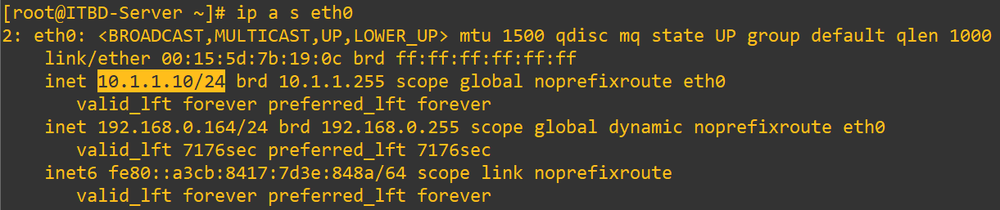 [root@ITBD-Server ~]# ip a s eth0
2: eth0: <BROADCAST,MULTICAST,UP,LOWER_UP> mtu 1500 qdisc mq state UP group default qlen 1000
    link/ether 00:15:5d:7b:19:0c brd ff:ff:ff:ff:ff:ff
    inet 10.1.1.10/24 brd 10.1.1.255 scope global noprefixroute eth0
       valid_lft forever preferred_lft forever
    inet 192.168.0.164/24 brd 192.168.0.255 scope global dynamic noprefixroute eth0
       valid_lft 7176sec preferred_lft 7176sec
    inet6 fe80::a3cb:8417:7d3e:848a/64 scope link noprefixroute
       valid_lft forever preferred_lft forever